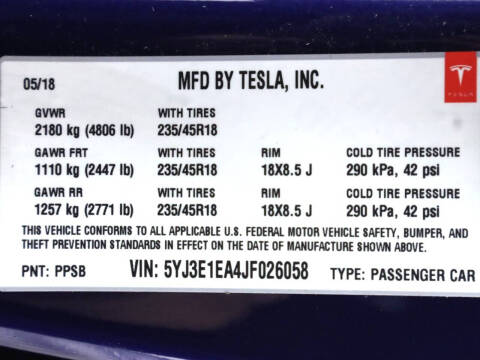 05/18 MFD BY TESLA, INC.
TESLA
GVWR WITH TIRES
2180 kg (4806 lb) 235/45R18
GAWR FRT WITH TIRES RIM COLD TIRE PRESSURE
1110 kg (2447 lb) 235/45R18 18X8.5 J 290 kPa, 42 psi
GAWR RR WITH TIRES RIM COLD TIRE PRESSURE
1257 kg (2771 lb) 235/45R18 18X8.5 J 290 kPa, 42 psi
THIS VEHICLE CONFORMS TO ALL APPLICABLE U.S. FEDERAL MOTOR VEHICLE SAFETY, BUMPER, AND
THEFT PREVENTION STANDARDS IN EFFECT ON THE DATE OF MANUFACTURE SHOWN ABOVE.
PNT: PPSB VIN: 5YJ3E1EA4JF026058 TYPE: PASSENGER CAR